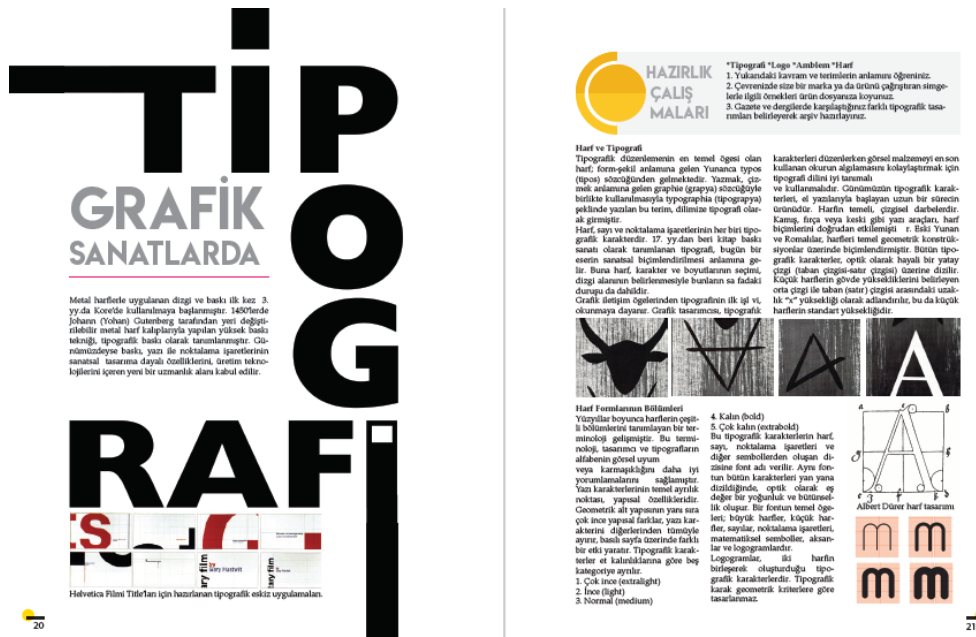 TİPOGRAFİ
GRAFİK
SANATLARDA
Metal harflerle uygulanan dizgi ve baskı ilk kez 3.
yy.da Kore'de kullanılmaya başlanmıştır. 1450'lerde
Johann (Yohan) Gutenberg tarafından yeri değişti-
rilebilir metal harf kalıplarıyla yapılan yüksek baskı
tekniği, tipografik baskı olarak tanımlanmıştır. Gü-
nümüzdeyse baskı, yazı ile noktalama işaretlerinin
sanatsal tasarıma dayalı özelliklerini, üretim tekno-
lojilerini içeren yeni bir uzmanlık alanı kabul edilir.
ES
ary film
by
Gary Hustwit
ary film
Helvetica Filmi Title'ları için hazırlanan tipografik eskiz uygulamaları.
20
HAZIRLIK
ÇALIŞ
MALARI
*Tipografi *Logo *Amblem *Harf
1. Yukarıdaki kavram ve terimlerin anlamını öğreniniz.
2. Çevrenizde size bir marka ya da ürünü çağrıştıran simge-
lerle ilgili örnekleri ürün dosyanıza koyunuz.
3. Gazete ve dergilerde karşılaştığınız farklı tipografik tasa-
rımları belirleyerek arşiv hazırlayınız.
Harf ve Tipografi
Tipografik düzenlemenin en temel ögesi olan
harf; form-şekil anlamına gelen Yunanca typos
(tipos) sözcüğünden gelmektedir. Yazmak, çiz-
mek anlamına gelen graphie (grapya) sözcüğüyle
birlikte kullanılmasıyla typographia (tipograpya)
şeklinde yazılan bu terim, dilimize tipografi olar-
ak girmiştir.
Harf, sayı ve noktalama işaretlerinin her biri tipo-
grafik karakterdir. 17. yy.dan beri kitap baskı
sanatı olarak tanımlanan tipografi, bugün bir
eserin sanatsal biçimlendirilmesi anlamına ge-
lir. Buna harf, karakter ve boyutlarının seçimi,
dizgi alanının belirlenmesiyle bunların sa fadaki
duruşu da dahildir.
Grafik iletişim ögelerinden tipografinin ilk işl vi,
okunmaya dayanır. Grafik tasarımcısı, tipografik
karakterleri düzenlerken görsel malzemeyi en son
kullanan okurun algılamasını kolaylaştırmak için
tipografi dilini iyi tanımalı
ve kullanmalıdır. Günümüzün tipografik karak-
terleri, el yazılarıyla başlayan uzun bir sürecin
ürünüdür. Harfin temeli, çizgisel darbelerdir.
Kamış, fırça veya keski gibi yazı araçları, harf
biçimlerini doğrudan etkilemişti r. Eski Yunan
ve Romalılar, harfleri temel geometrik konstrük-
siyonlar üzerinde biçimlendirmiştir. Bütün tipo-
grafik karakterler, optik olarak hayali bir yatay
çizgi (taban çizgisi-satır çizgisi) üzerine dizilir.
Küçük harflerin gövde yüksekliklerini belirleyen
orta çizgi ile taban (satır) çizgisi arasındaki uzak-
lık "x" yüksekliği olarak adlandırılır, bu da küçük
harflerin standart yüksekliğidir.
A
Harf Formlarının Bölümleri
Yüzyıllar boyunca harflerin çeşit-
li bölümlerini tanımlayan bir ter-
minoloji gelişmiştir. Bu termi-
noloji, tasarımcı ve tipografların
alfabenin görsel uyum
veya karmaşıklığını daha iyi
yorumlamalarını sağlamıştır.
Yazı karakterlerinin temel ayrılık
noktası, yapısal özellikleridir.
Geometrik alt yapısının yanı sıra
çok ince yapısal farklar, yazı kar-
akterini diğerlerinden tümüyle
ayırır, basılı sayfa üzerinde farklı
bir etki yaratır. Tipografik karak-
terler et kalınlıklarına göre beş
kategoriye ayrılır.
1. Çok ince (extralight)
2. İnce (light)
3. Normal (medium)
4. Kalın (bold)
5. Çok kalın (extrabold)
Bu tipografik karakterlerin harf,
sayı, noktalama işaretleri ve
diğer sembollerden oluşan di-
zisine font adı verilir. Aynı fon-
tun bütün karakterleri yan yana
dizildiğinde, optik olarak eş
değer bir yoğunluk ve bütünsel-
lik oluşur. Bir fontun temel öge-
leri; büyük harfler, küçük har-
fler, sayılar, noktalama işaretleri,
matematiksel semboller, aksan-
lar ve logogramlardır.
Logogramlar, iki harfin
birleşerek oluşturduğu tipo-
grafik karakterlerdir. Tipografik
karak geometrik kriterlere göre
tasarlanmaz.
A
Albert Dürer harf tasarımı
m m
m m
21